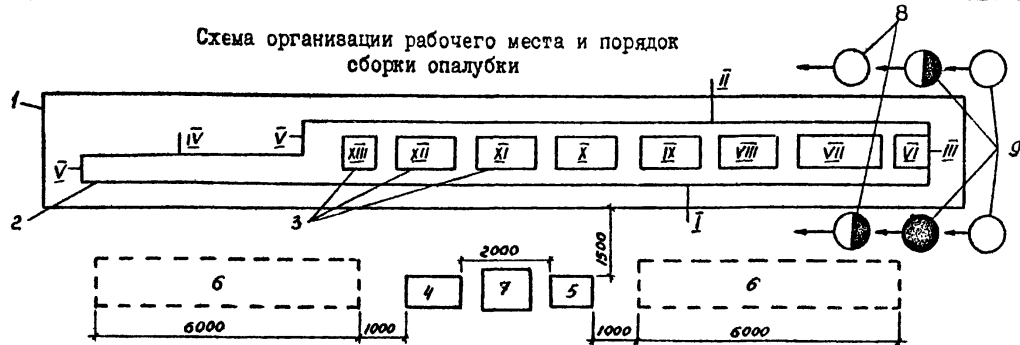 Схема организации рабочего места и порядок
сборки опалубки
8
1
II
IV
V
XIII
XII
XI
X
IX
VIII
VII
VI
III
9
V
2
3
I
2000
1500
6
4
7
5
6
6000
1000
1000
6000